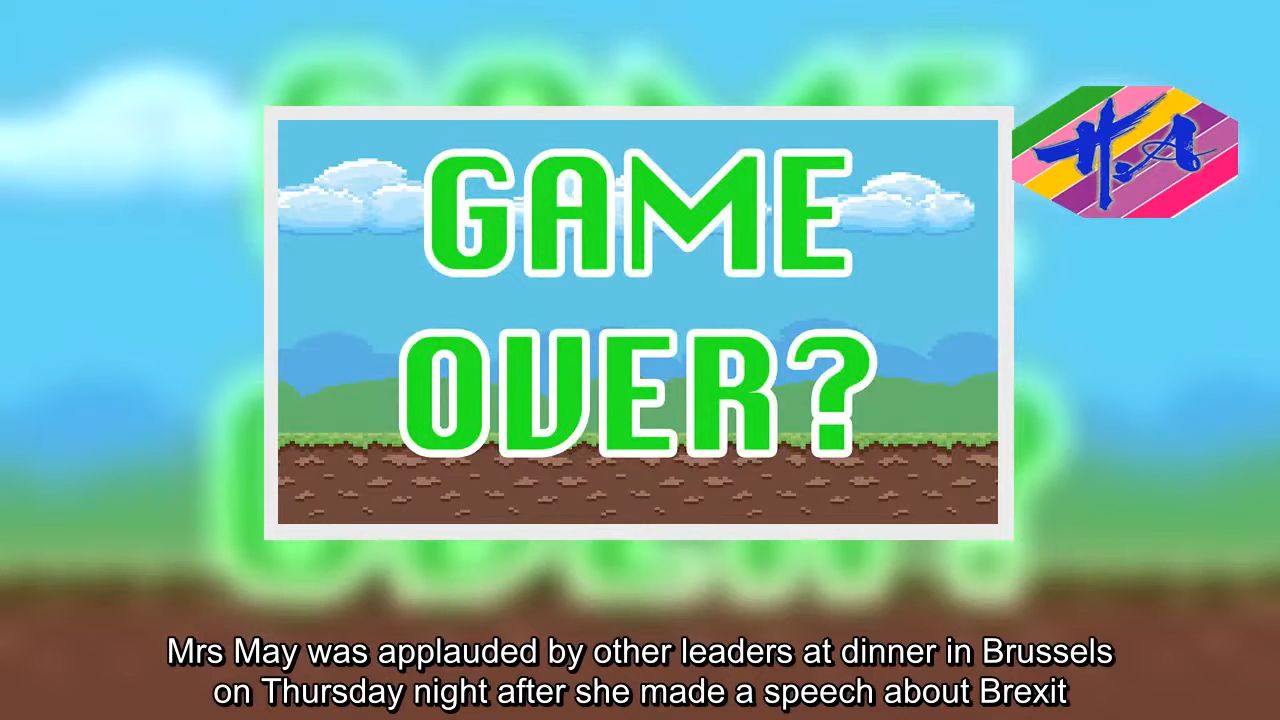 GAME
OVER?
H.A
Mrs May was applauded by other leaders at dinner in Brussels
on Thursday night after she made a speech about Brexit